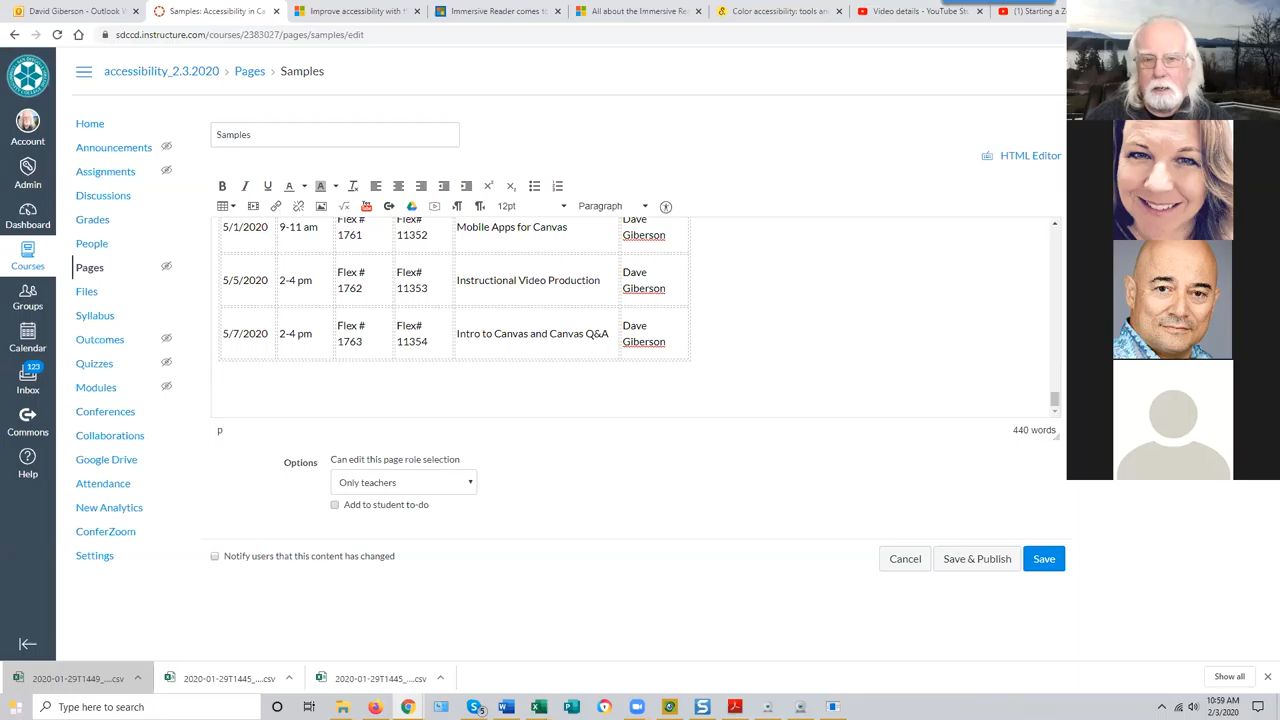 David Giberson - Outlook V
Samples: Accessibility in Ca
Improve accessibility with th
Immersive Reader comes to
All about the Immersive Re
Color accessibility: tools an
Video details - YouTube St
(1) Starting a Z
sdccd.instructure.com/courses/2383027/pages/samples/edit
accessibility_2.3.2020 › Pages › Samples
Account
Admin
Dashboard
Courses
Groups
Calendar
123
Inbox
Commons
Help
Home
Announcements
Assignments
Discussions
Grades
People
Pages
Files
Syllabus
Outcomes
Quizzes
Modules
Conferences
Collaborations
Google Drive
Attendance
New Analytics
ConferZoom
Settings
Samples
HTML Editor
12pt
Paragraph
5/1/2020 9-11 am Flex # 1761 Flex # 11352 Mobile Apps for Canvas Dave Giberson
5/5/2020 2-4 pm Flex # 1762 Flex# 11353 Instructional Video Production Dave Giberson
5/7/2020 2-4 pm Flex # 1763 Flex# 11354 Intro to Canvas and Canvas Q&A Dave Giberson
p
440 words
Options
Can edit this page role selection
Only teachers
Add to student to-do
Notify users that this content has changed
Cancel
Save & Publish
Save
2020-01-29T1449_....csv
2020-01-29T1445_....csv
2020-01-29T1445_....csv
Show all
Type here to search
10:59 AM
2/3/2020